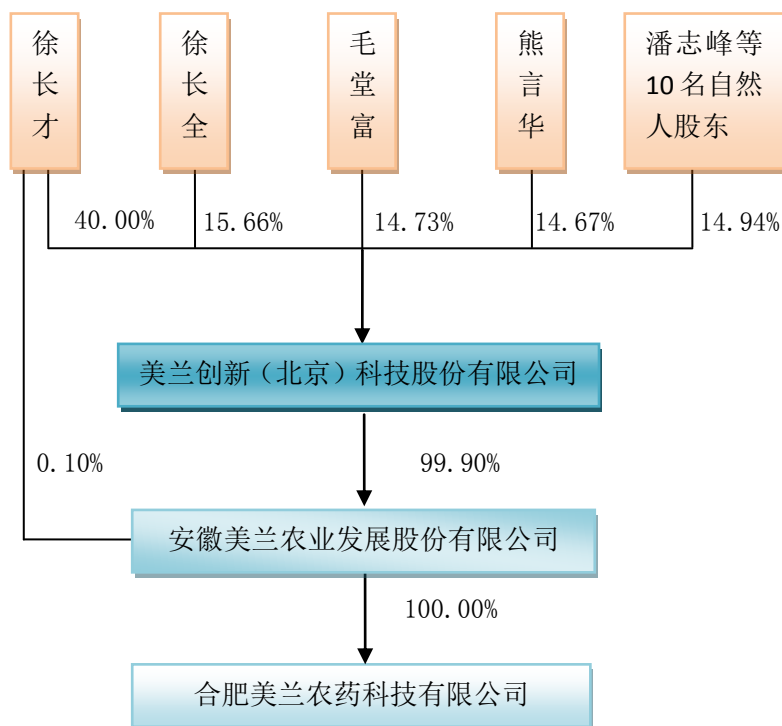 徐长才
徐长全
毛堂富
熊言华
潘志峰等
10 名自然
人股东
40.00%
15.66%
14.73%
14.67%
14.94%
美兰创新（北京）科技股份有限公司
0.10%
99.90%
安徽美兰农业发展股份有限公司
100.00%
合肥美兰农药科技有限公司